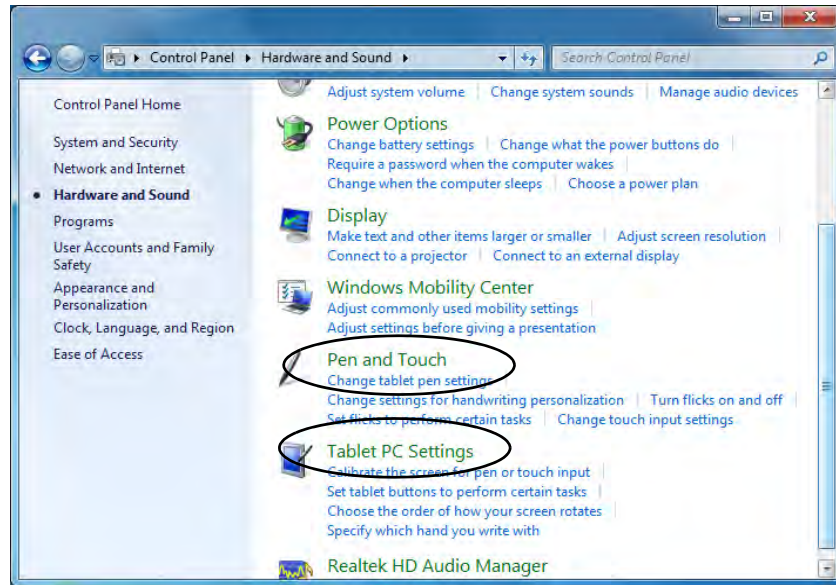 Control Panel ▸ Hardware and Sound ▸
Search Control Panel
Control Panel Home
System and Security
Network and Internet
Hardware and Sound
Programs
User Accounts and Family
Safety
Appearance and
Personalization
Clock, Language, and Region
Ease of Access
Adjust system volume | Change system sounds | Manage audio devices
Power Options
Change battery settings | Change what the power buttons do |
Require a password when the computer wakes |
Change when the computer sleeps | Choose a power plan
Display
Make text and other items larger or smaller | Adjust screen resolution |
Connect to a projector | Connect to an external display
Windows Mobility Center
Adjust commonly used mobility settings |
Adjust settings before giving a presentation
Pen and Touch
Change tablet pen settings
Change settings for handwriting personalization | Turn flicks on and off |
Set flicks to perform certain tasks | Change touch input settings
Tablet PC Settings
Calibrate the screen for pen or touch input |
Set tablet buttons to perform certain tasks |
Choose the order of how your screen rotates |
Specify which hand you write with
Realtek HD Audio Manager